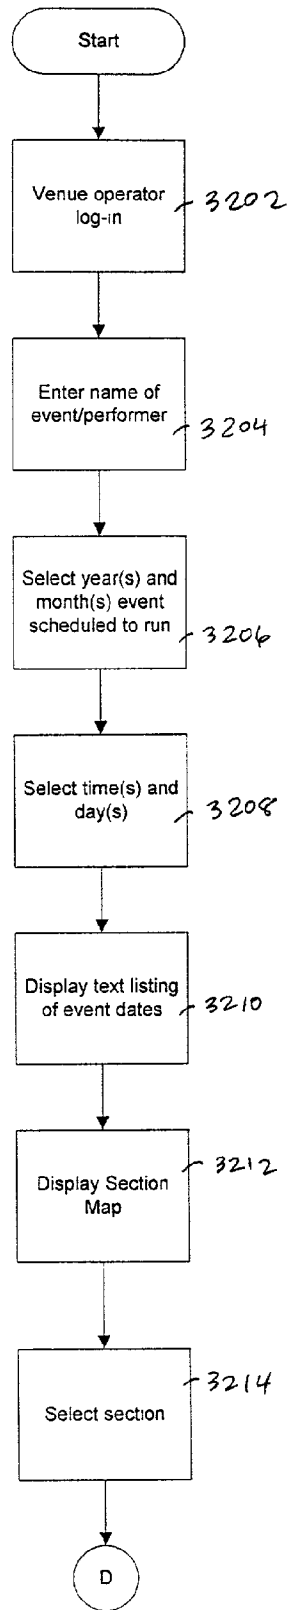 Start
Venue operator
log-in
3202
Enter name of
event/performer
3204
Select year(s) and
month(s) event
scheduled to run
3206
Select time(s) and
day(s)
3208
Display text listing
of event dates
3210
Display Section
Map
3212
Select section
3214
D